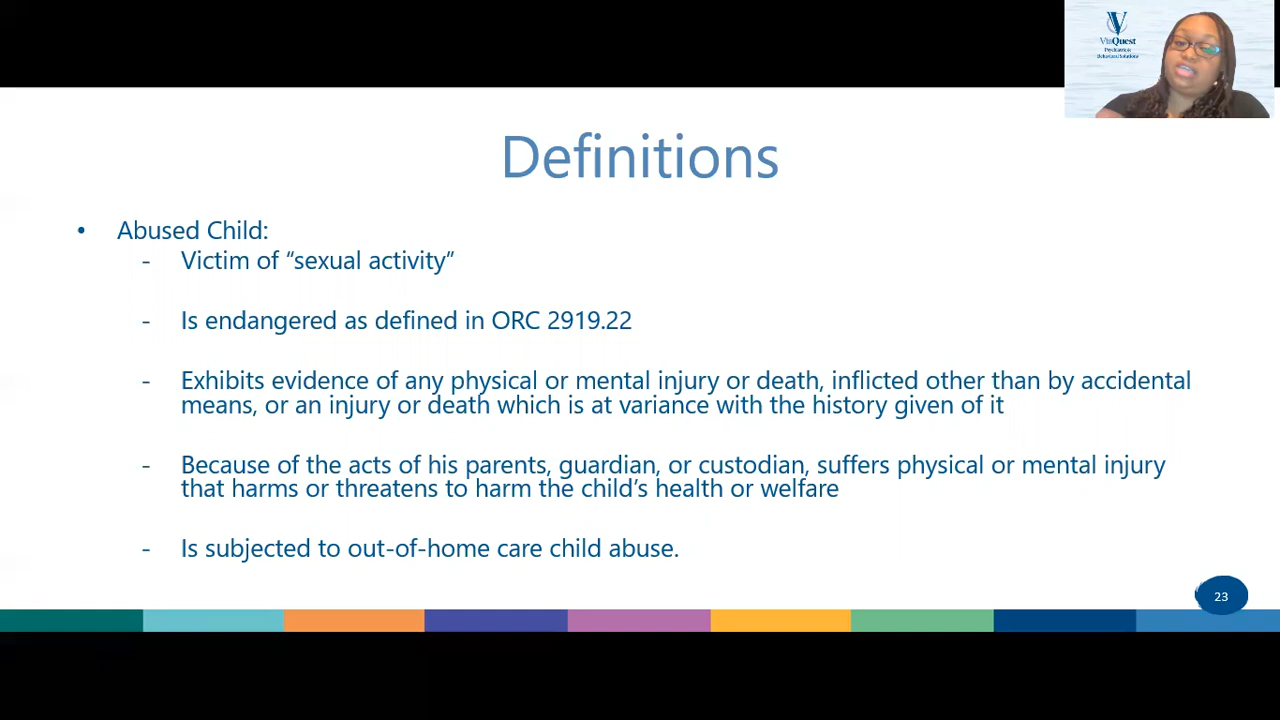 V
ViaQuest
Psychiatric &
Behavioral Solutions
Definitions
• Abused Child:
- Victim of “sexual activity”
- Is endangered as defined in ORC 2919.22
- Exhibits evidence of any physical or mental injury or death, inflicted other than by accidental
means, or an injury or death which is at variance with the history given of it
- Because of the acts of his parents, guardian, or custodian, suffers physical or mental injury
that harms or threatens to harm the child’s health or welfare
- Is subjected to out-of-home care child abuse.
23